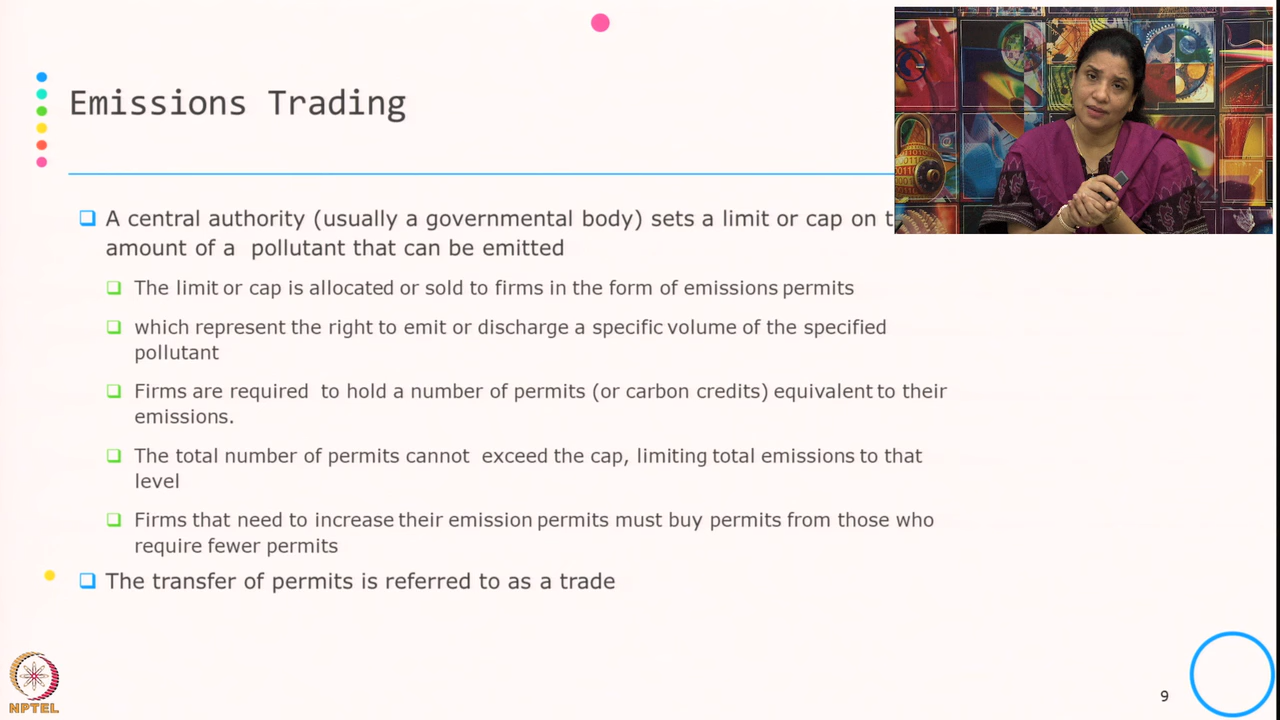 Emissions Trading
A central authority (usually a governmental body) sets a limit or cap on
amount of a pollutant that can be emitted
The limit or cap is allocated or sold to firms in the form of emissions permits
which represent the right to emit or discharge a specific volume of the specified
pollutant
Firms are required to hold a number of permits (or carbon credits) equivalent to their
emissions.
The total number of permits cannot exceed the cap, limiting total emissions to that
level
Firms that need to increase their emission permits must buy permits from those who
require fewer permits
The transfer of permits is referred to as a trade
NPTEL
9